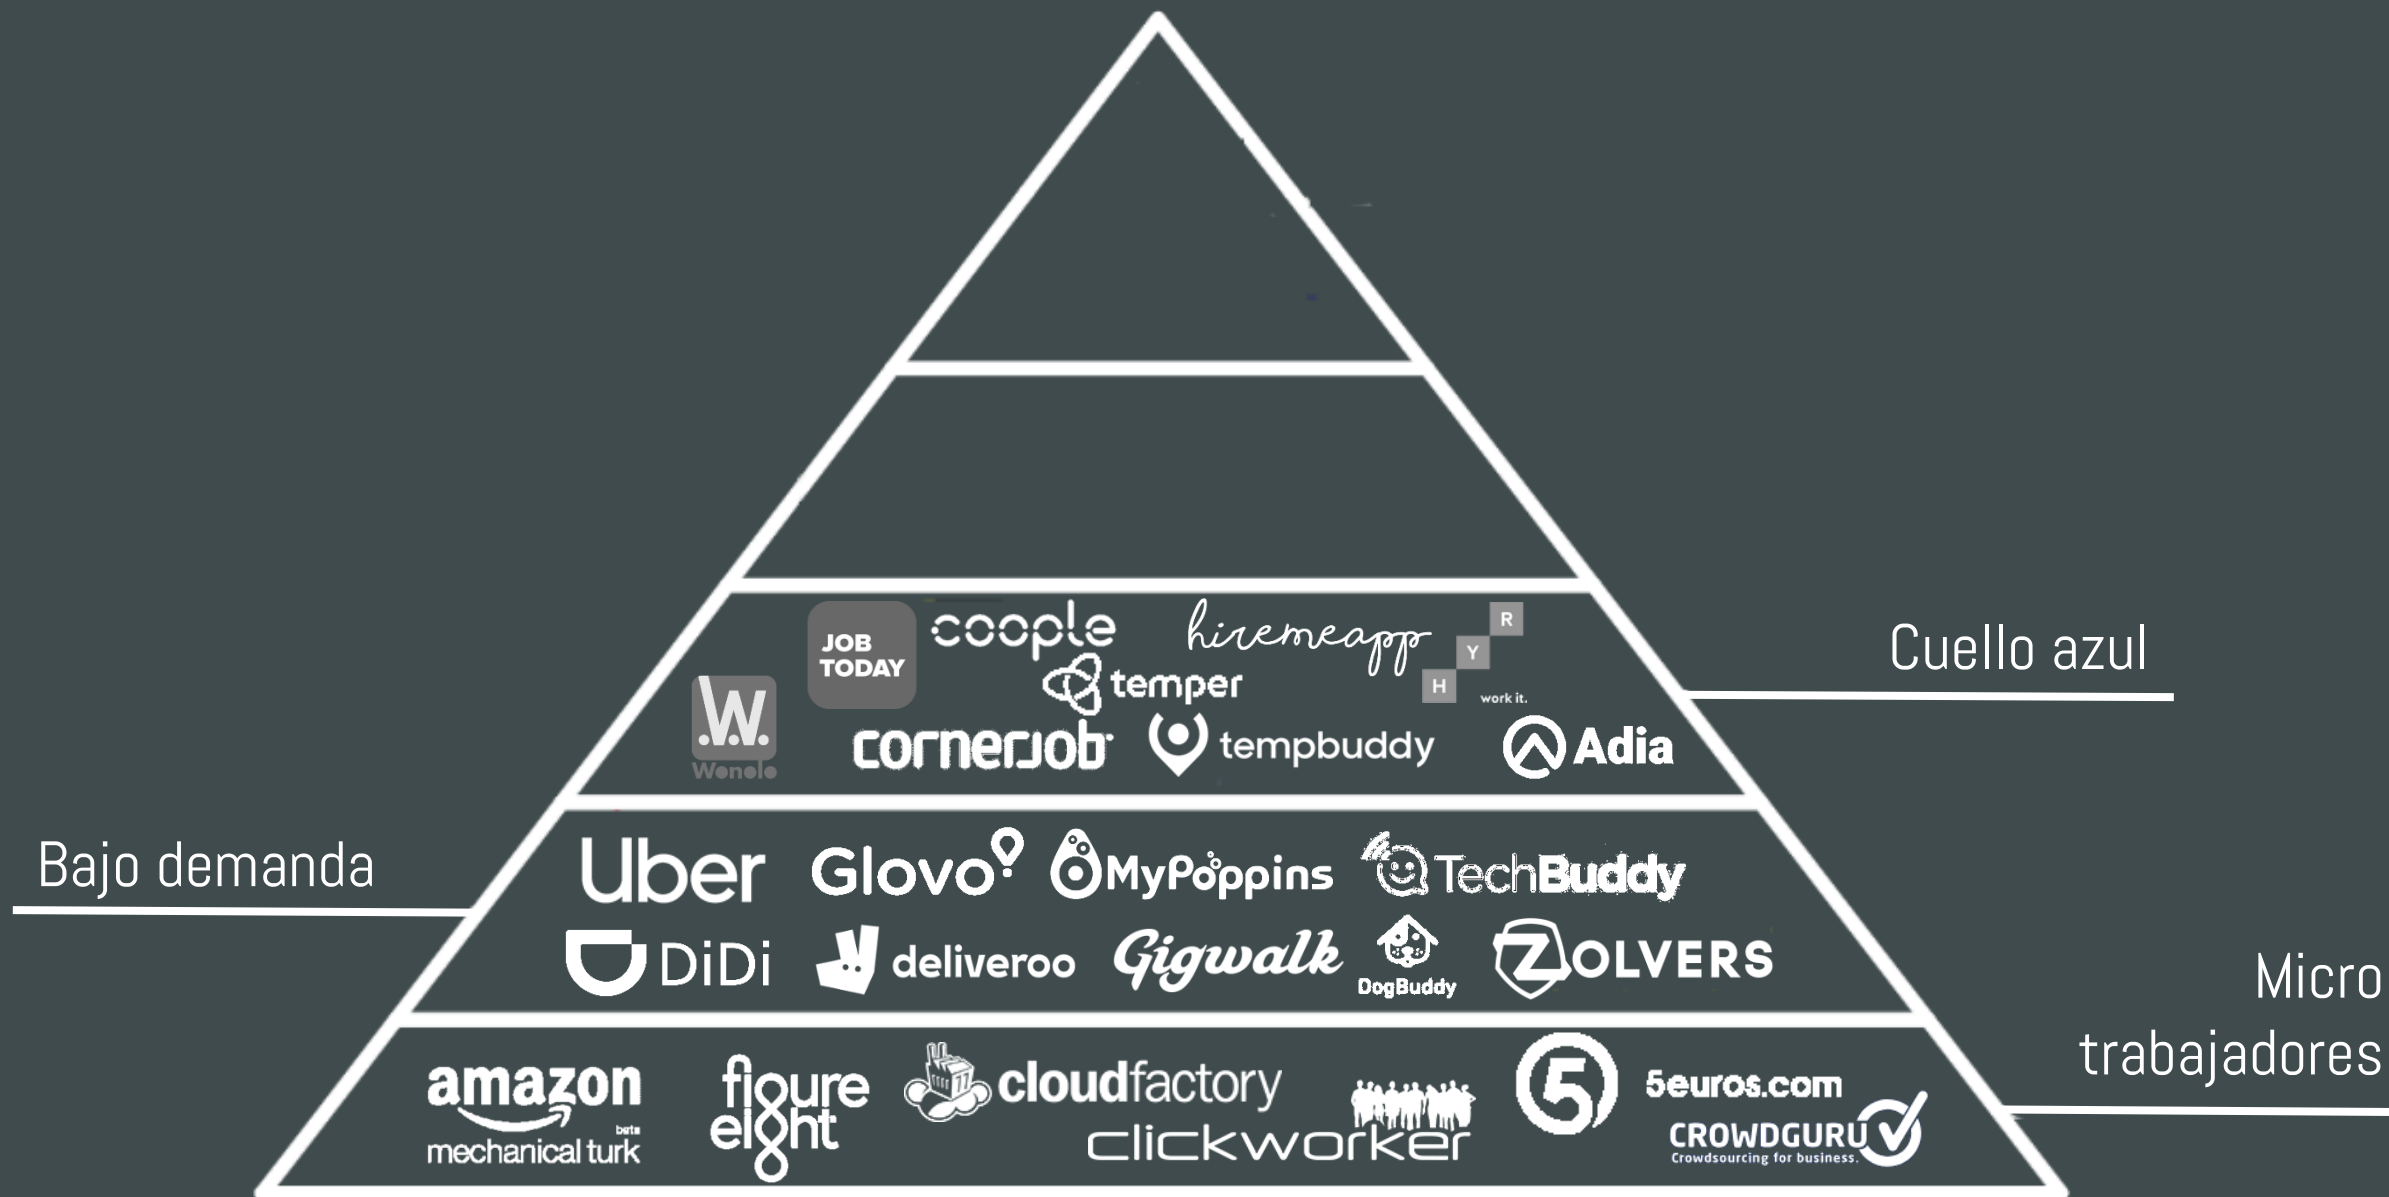 JOB
TODAY
coople
hiremeapp
R
Y
H
work it.
temper
W.
Wonolo
cornerjob
tempbuddy
Adia
Cuello azul
Bajo demanda
Uber
Glovo
MyPoppins
TechBuddy
DiDi
deliveroo
Gigwalk
DogBuddy
ZOLVERS
Micro
trabajadores
amazon
beta
mechanical turk
figure
eight
cloudfactory
clickworker
5
5euros.com
CROWDGURU
Crowdsourcing for business.